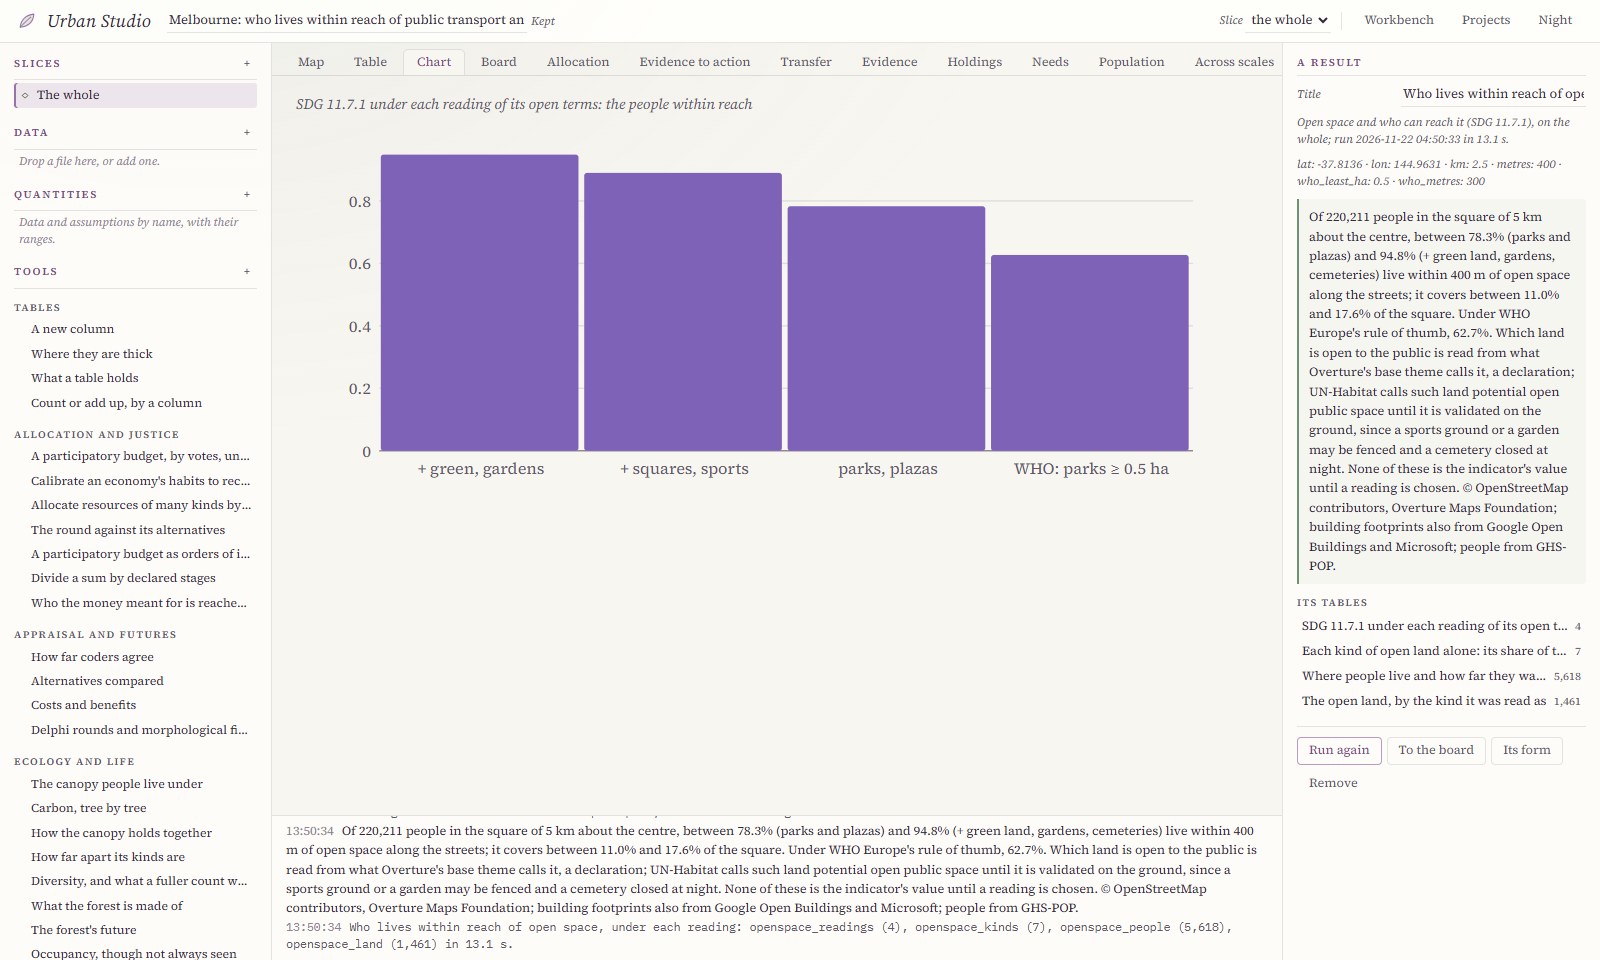 Urban Studio
Melbourne: who lives within reach of public transport an
Kept
Slice
the whole
Workbench
Projects
Night
SLICES
+
The whole
DATA
+
Drop a file here, or add one.
QUANTITIES
+
Data and assumptions by name, with their
ranges.
TOOLS
+
TABLES
A new column
Where they are thick
What a table holds
Count or add up, by a column
ALLOCATION AND JUSTICE
A participatory budget, by votes, un...
Calibrate an economy's habits to rec...
Allocate resources of many kinds by...
The round against its alternatives
A participatory budget as orders of i...
Divide a sum by declared stages
Who the money meant for is reache...
APPRAISAL AND FUTURES
How far coders agree
Alternatives compared
Costs and benefits
Delphi rounds and morphological fi...
ECOLOGY AND LIFE
The canopy people live under
Carbon, tree by tree
How the canopy holds together
How far apart its kinds are
Diversity, and what a fuller count w...
What the forest is made of
The forest's future
Occupancy, though not always seen
Map
Table
Chart
Board
Allocation
Evidence to action
Transfer
Evidence
Holdings
Needs
Population
Across scales
SDG 11.7.1 under each reading of its open terms: the people within reach
0.8
0.6
0.4
0.2
0
+ green, gardens
+ squares, sports
parks, plazas
WHO: parks ≥ 0.5 ha
13:50:34 Of 220,211 people in the square of 5 km about the centre, between 78.3% (parks and plazas) and 94.8% (+ green land, gardens, cemeteries) live within 400
m of open space along the streets; it covers between 11.0% and 17.6% of the square. Under WHO Europe's rule of thumb, 62.7%. Which land is open to the public is
read from what Overture's base theme calls it, a declaration; UN-Habitat calls such land potential open public space until it is validated on the ground, since a
sports ground or a garden may be fenced and a cemetery closed at night. None of these is the indicator's value until a reading is chosen. © OpenStreetMap
contributors, Overture Maps Foundation; building footprints also from Google Open Buildings and Microsoft; people from GHS-POP.
13:50:34 Who lives within reach of open space, under each reading: openspace_readings (4), openspace_kinds (7), openspace_people (5,618),
openspace_land (1,461) in 13.1 s.
A RESULT
Title
Who lives within reach of ope
Open space and who can reach it (SDG 11.7.1), on the
whole; run 2026-11-22 04:50:33 in 13.1 s.
lat: -37.8136 · lon: 144.9631 · km: 2.5 · metres: 400 ·
who_least_ha: 0.5 · who_metres: 300
Of 220,211 people in the square of 5 km
about the centre, between 78.3% (parks and
plazas) and 94.8% (+ green land, gardens,
cemeteries) live within 400 m of open space
along the streets; it covers between 11.0%
and 17.6% of the square. Under WHO
Europe's rule of thumb, 62.7%. Which land
is open to the public is read from what
Overture's base theme calls it, a declaration;
UN-Habitat calls such land potential open
public space until it is validated on the
ground, since a sports ground or a garden
may be fenced and a cemetery closed at
night. None of these is the indicator's value
until a reading is chosen. © OpenStreetMap
contributors, Overture Maps Foundation;
building footprints also from Google Open
Buildings and Microsoft; people from GHS-
POP.
ITS TABLES
SDG 11.7.1 under each reading of its open t... 4
Each kind of open land alone: its share of t... 7
Where people live and how far they wa... 5,618
The open land, by the kind it was read as 1,461
Run again
To the board
Its form
Remove